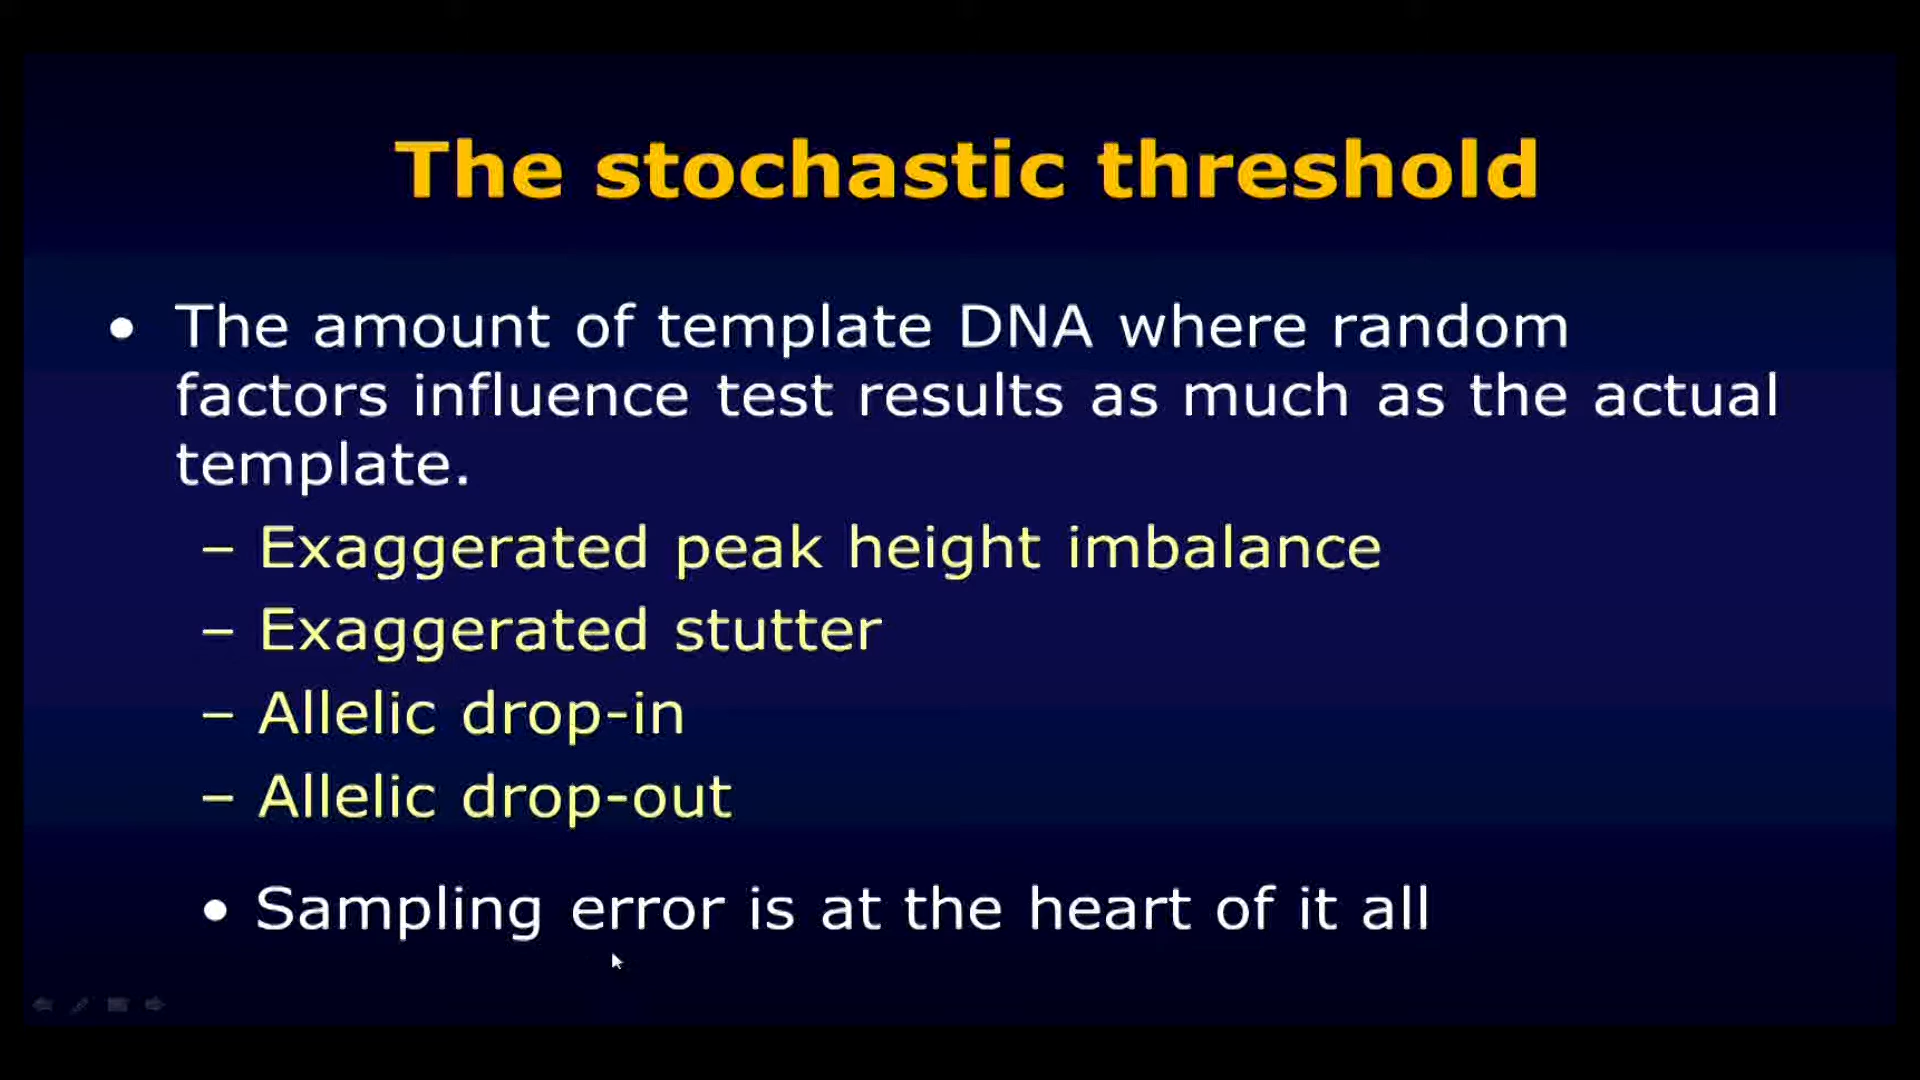 The stochastic threshold
• The amount of template DNA where random
factors influence test results as much as the actual
template.
– Exaggerated peak height imbalance
– Exaggerated stutter
– Allelic drop-in
– Allelic drop-out
• Sampling error is at the heart of it all